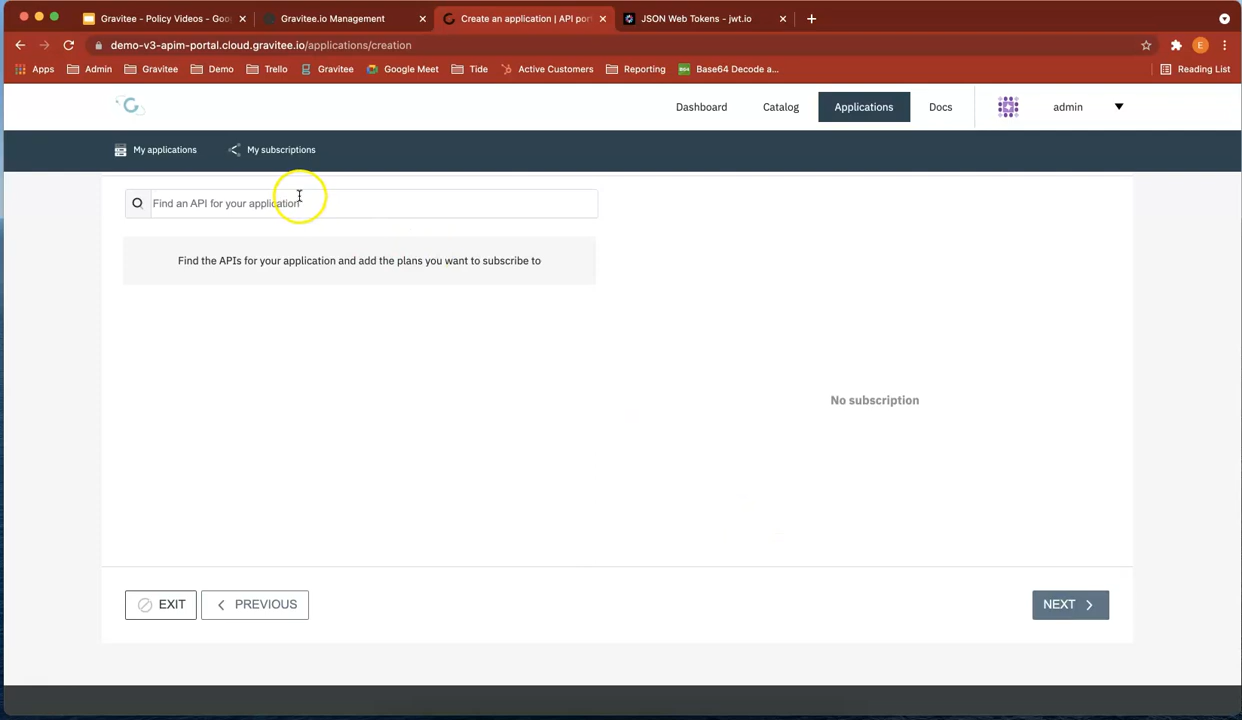 Gravitee - Policy Videos - Goo
Gravitee.io Management
Create an application | API por
JSON Web Tokens - jwt.io
demo-v3-apim-portal.cloud.gravitee.io/applications/creation
E
Apps
Admin
Gravitee
Demo
Trello
Gravitee
Google Meet
Tide
Active Customers
Reporting
Base64 Decode a...
Reading List
Dashboard
Catalog
Applications
Docs
admin
My applications
My subscriptions
Find an API for your application
Find the APIs for your application and add the plans you want to subscribe to
No subscription
EXIT
PREVIOUS
NEXT